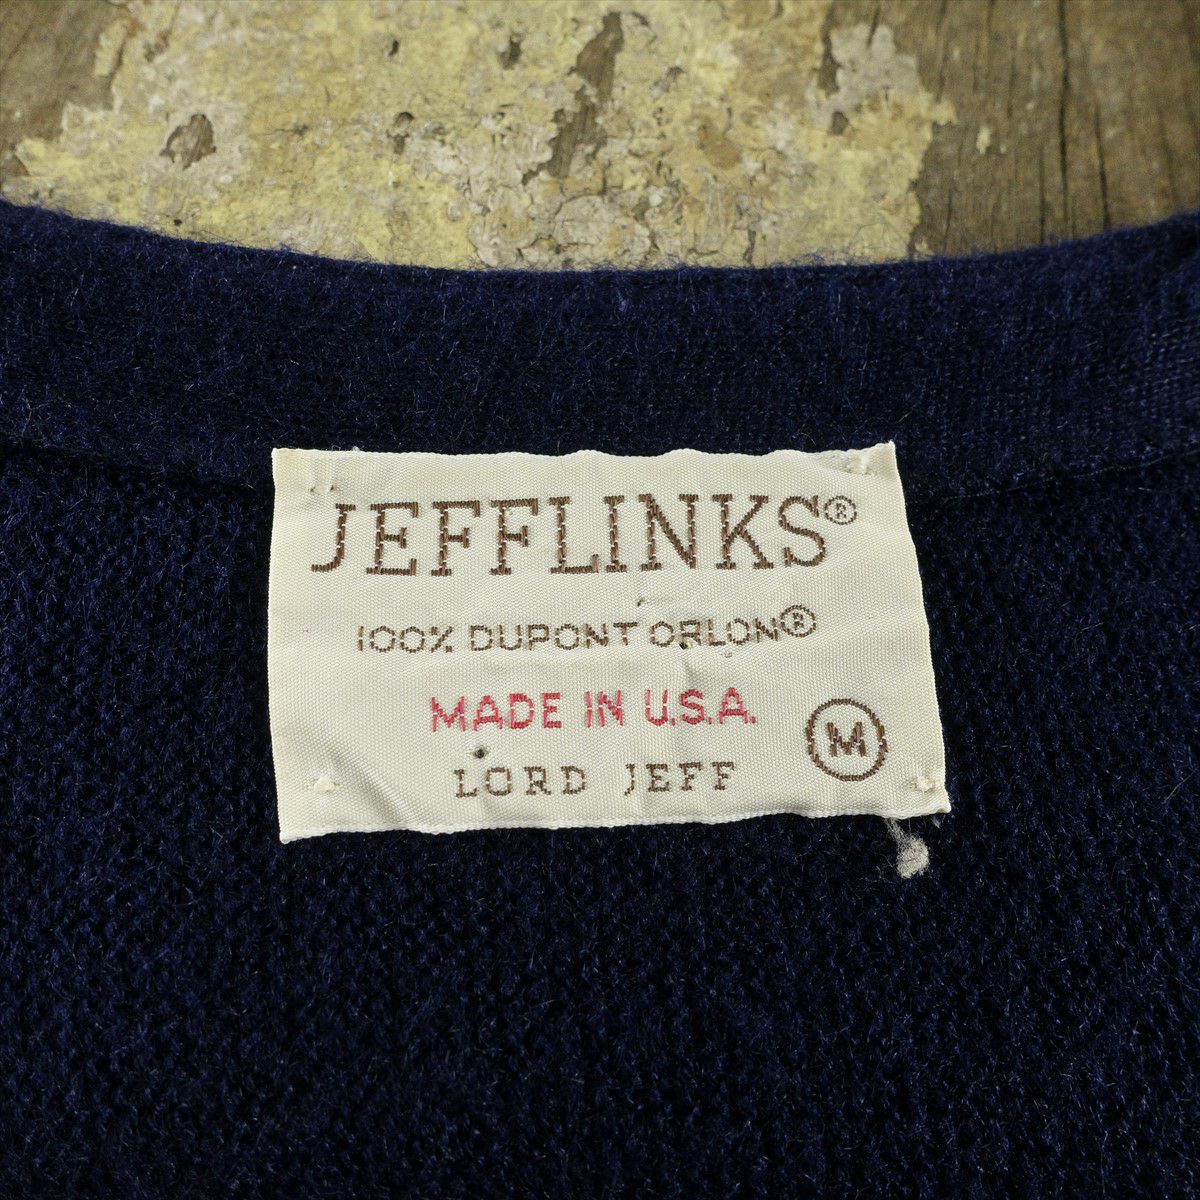 JEFFLINKS®
100% DUPONT ORLON®
MADE IN U.S.A.
M
LORD JEFF